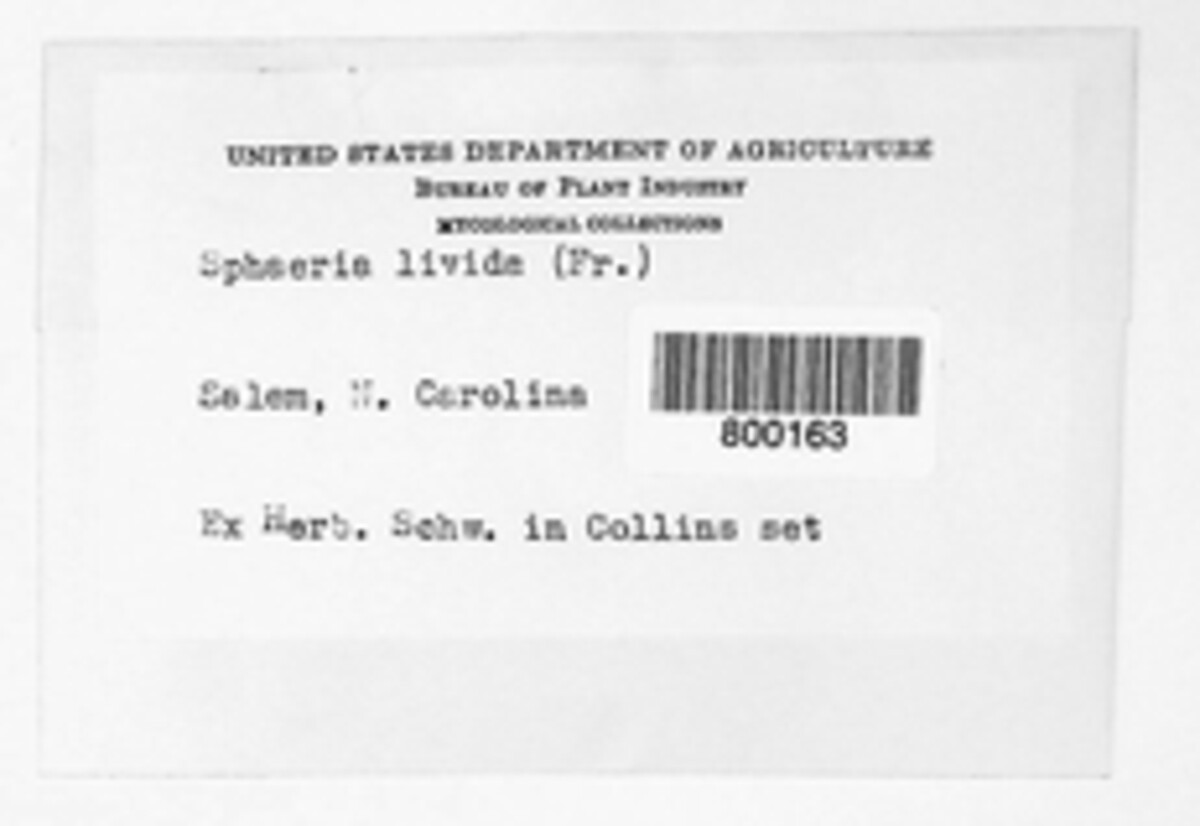 UNITED STATES DEPARTMENT OF AGRICULTURE
BUREAU OF PLANT INDUSTRY
MYCOLOGICAL COLLECTIONS
Sphaeria livida (Fr.)
Salem, N. Carolina
800163
Ex Herb. Schw. in Collins set